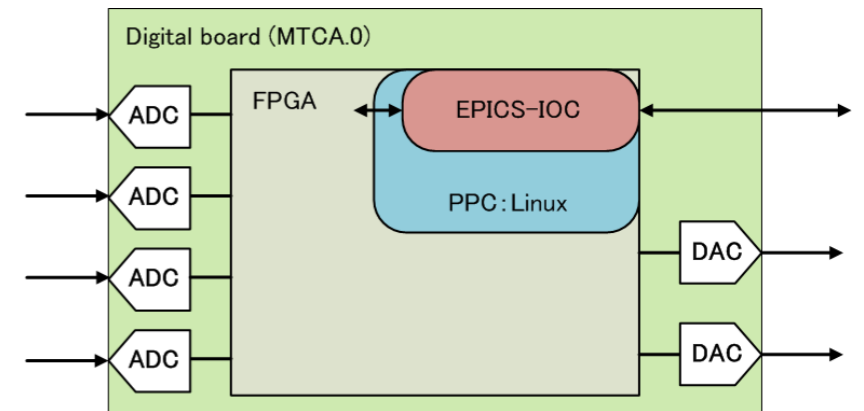 Digital board (MTCA.0)
ADC
FPGA
EPICS-IOC
ADC
PPC:Linux
DAC
ADC
ADC
DAC